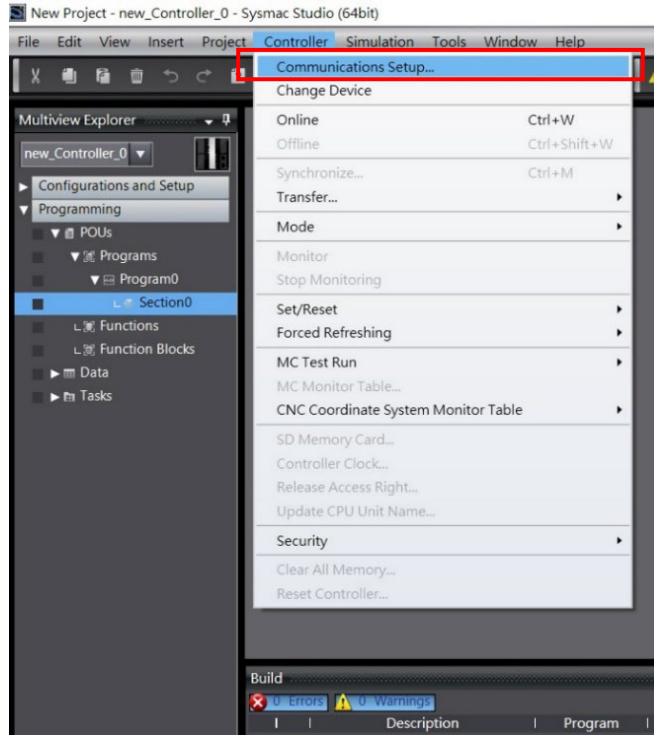 New Project - new_Controller_0 - Sysmac Studio (64bit)
File Edit View Insert Project Controller Simulation Tools Window Help
Communications Setup...
Change Device
Online Ctrl+W
Offline Ctrl+Shift+W
Synchronize... Ctrl+M
Transfer...
Mode
Monitor
Stop Monitoring
Set/Reset
Forced Refreshing
MC Test Run
MC Monitor Table...
CNC Coordinate System Monitor Table
SD Memory Card...
Controller Clock...
Release Access Right...
Update CPU Unit Name...
Security
Clear All Memory...
Reset Controller...
Multiview Explorer
new_Controller_0
Configurations and Setup
Programming
POUs
Programs
Program0
Section0
Functions
Function Blocks
Data
Tasks
Build
0 Errors 0 Warnings
Description Program